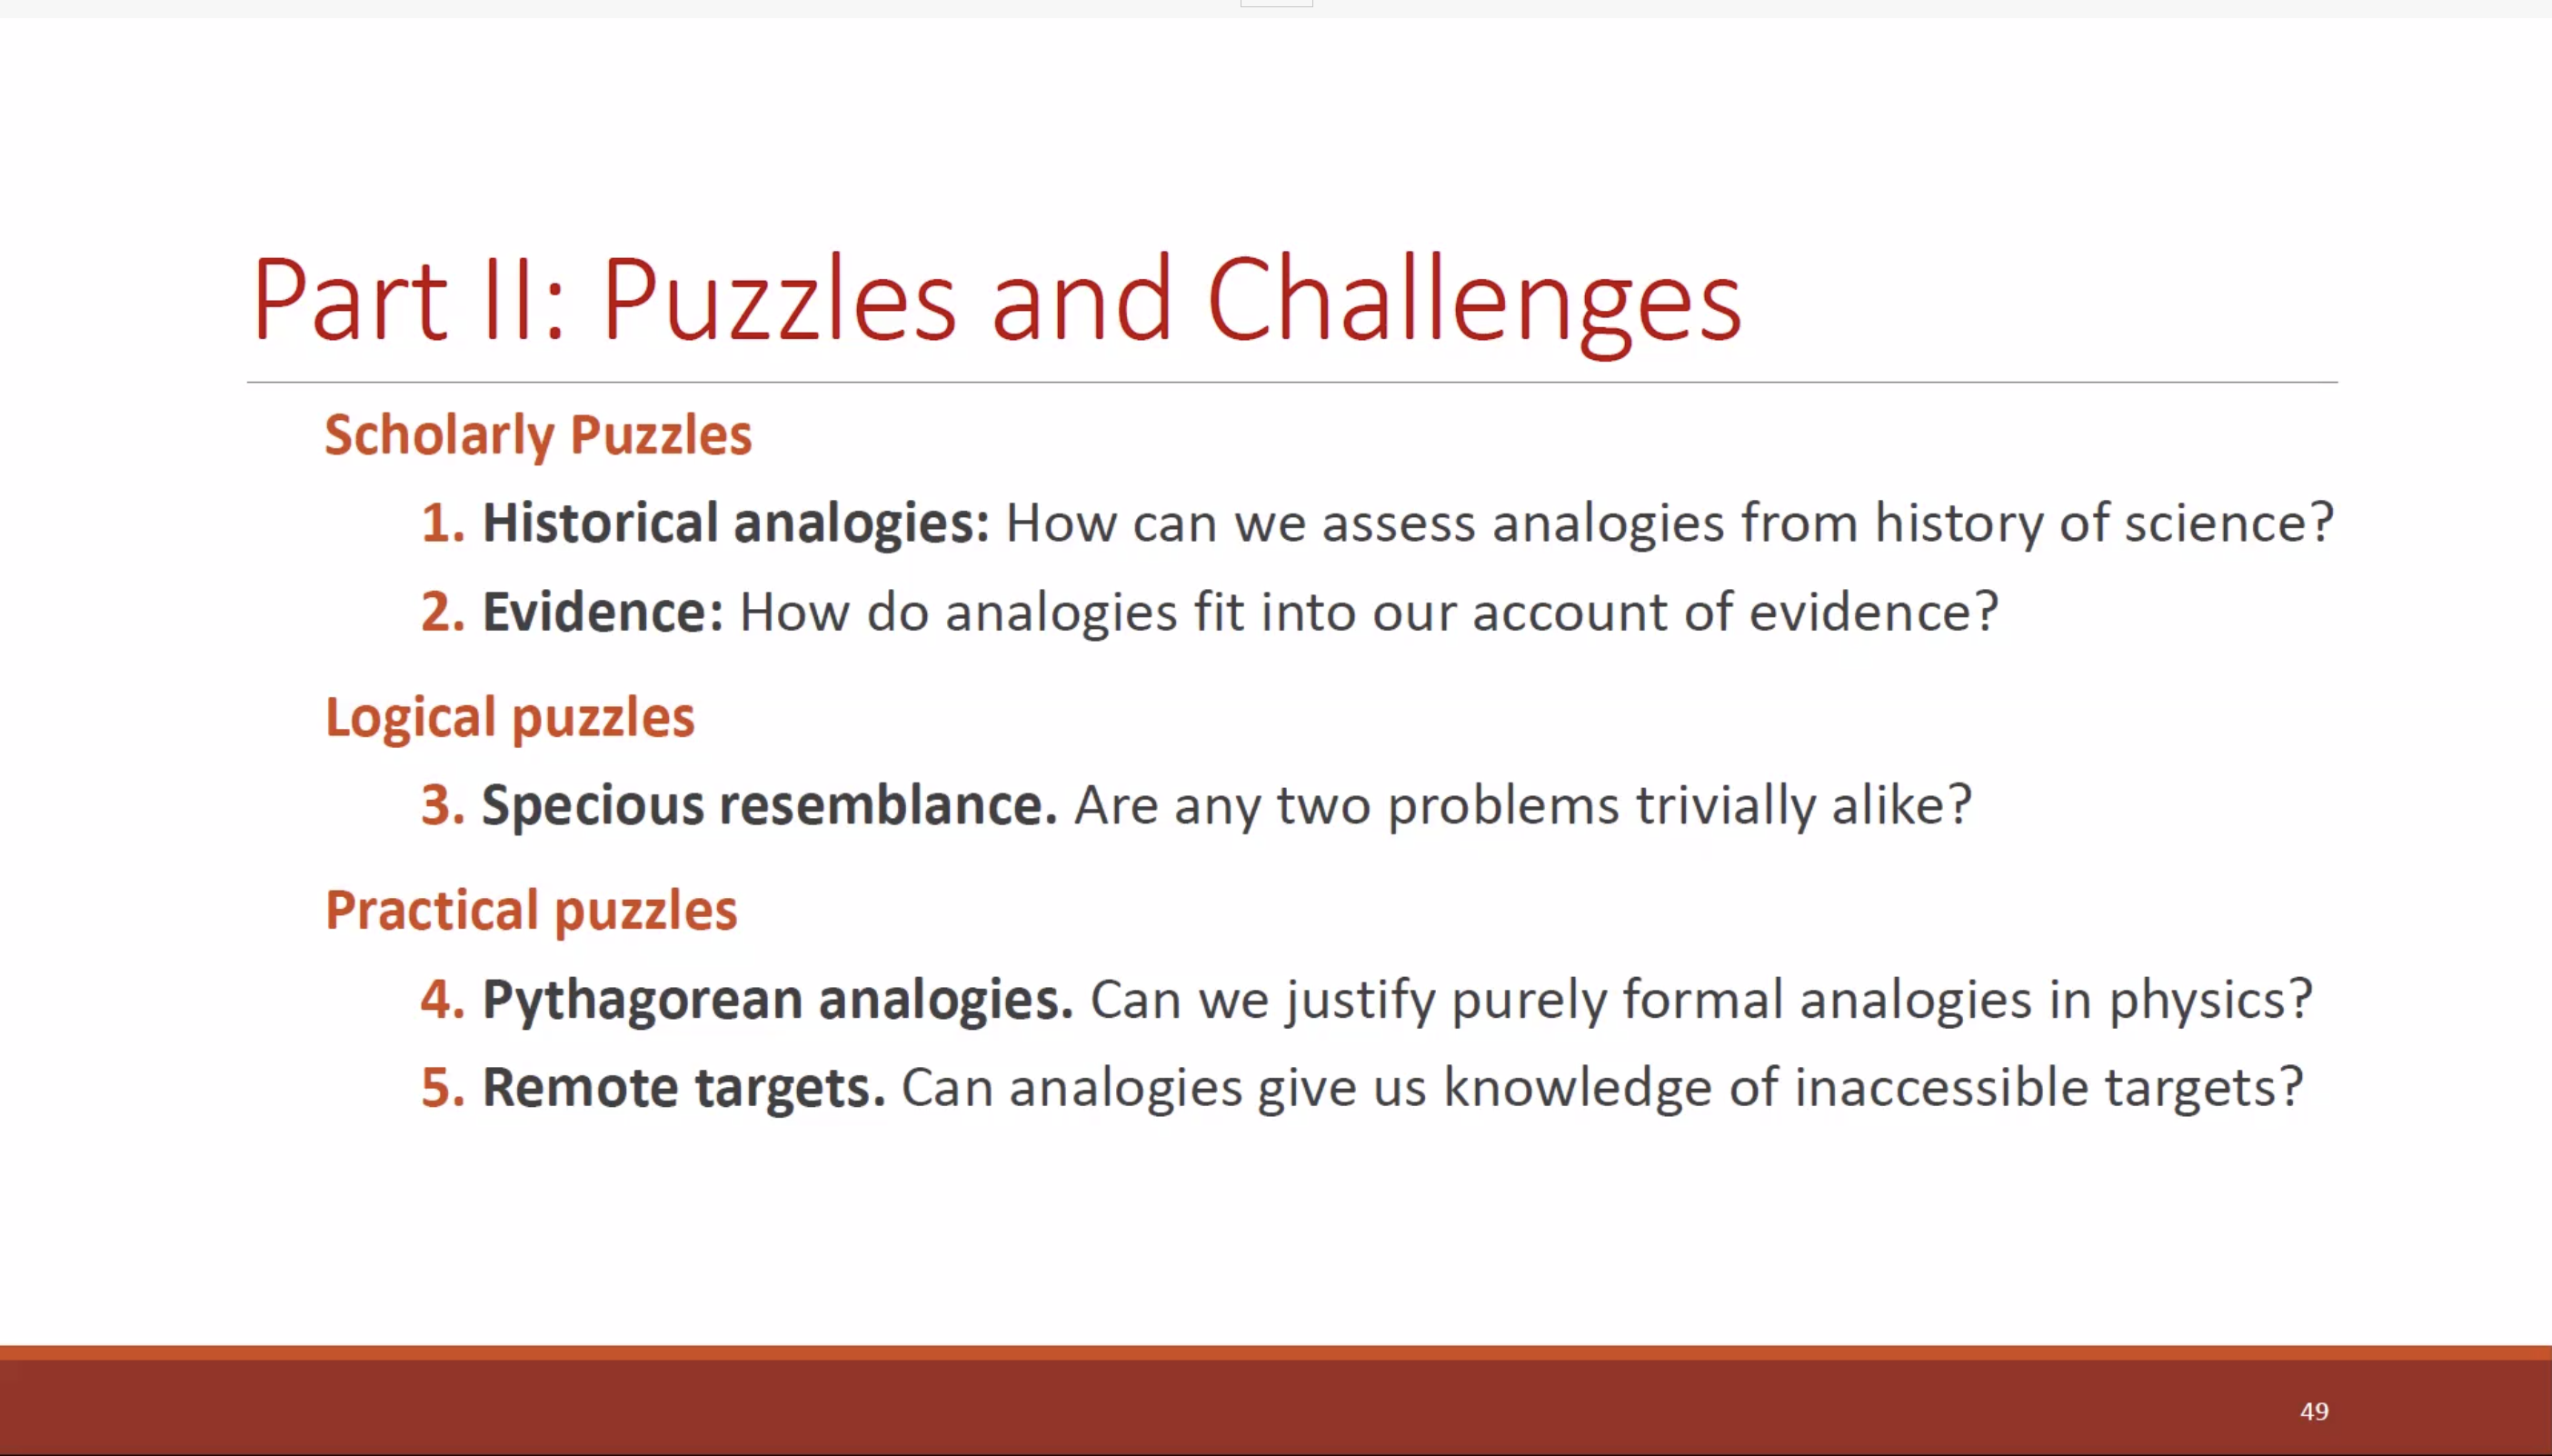 Part II: Puzzles and Challenges
Scholarly Puzzles
1. Historical analogies: How can we assess analogies from history of science?
2. Evidence: How do analogies fit into our account of evidence?
Logical puzzles
3. Specious resemblance. Are any two problems trivially alike?
Practical puzzles
4. Pythagorean analogies. Can we justify purely formal analogies in physics?
5. Remote targets. Can analogies give us knowledge of inaccessible targets?
49